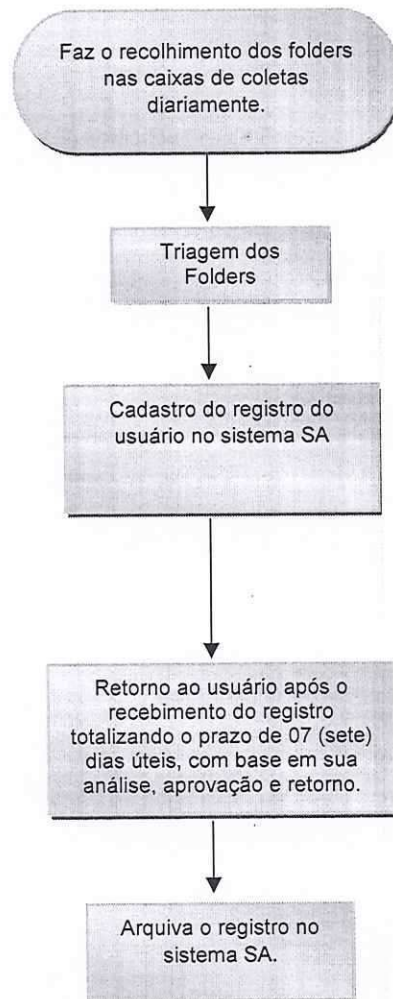 Faz o recolhimento dos folders
nas caixas de coletas
diariamente.
Triagem dos
Folders
Cadastro do registro do
usuário no sistema SA
Retorno ao usuário após o
recebimento do registro
totalizando o prazo de 07 (sete)
dias úteis, com base em sua
análise, aprovação e retorno.
Arquiva o registro no
sistema SA.